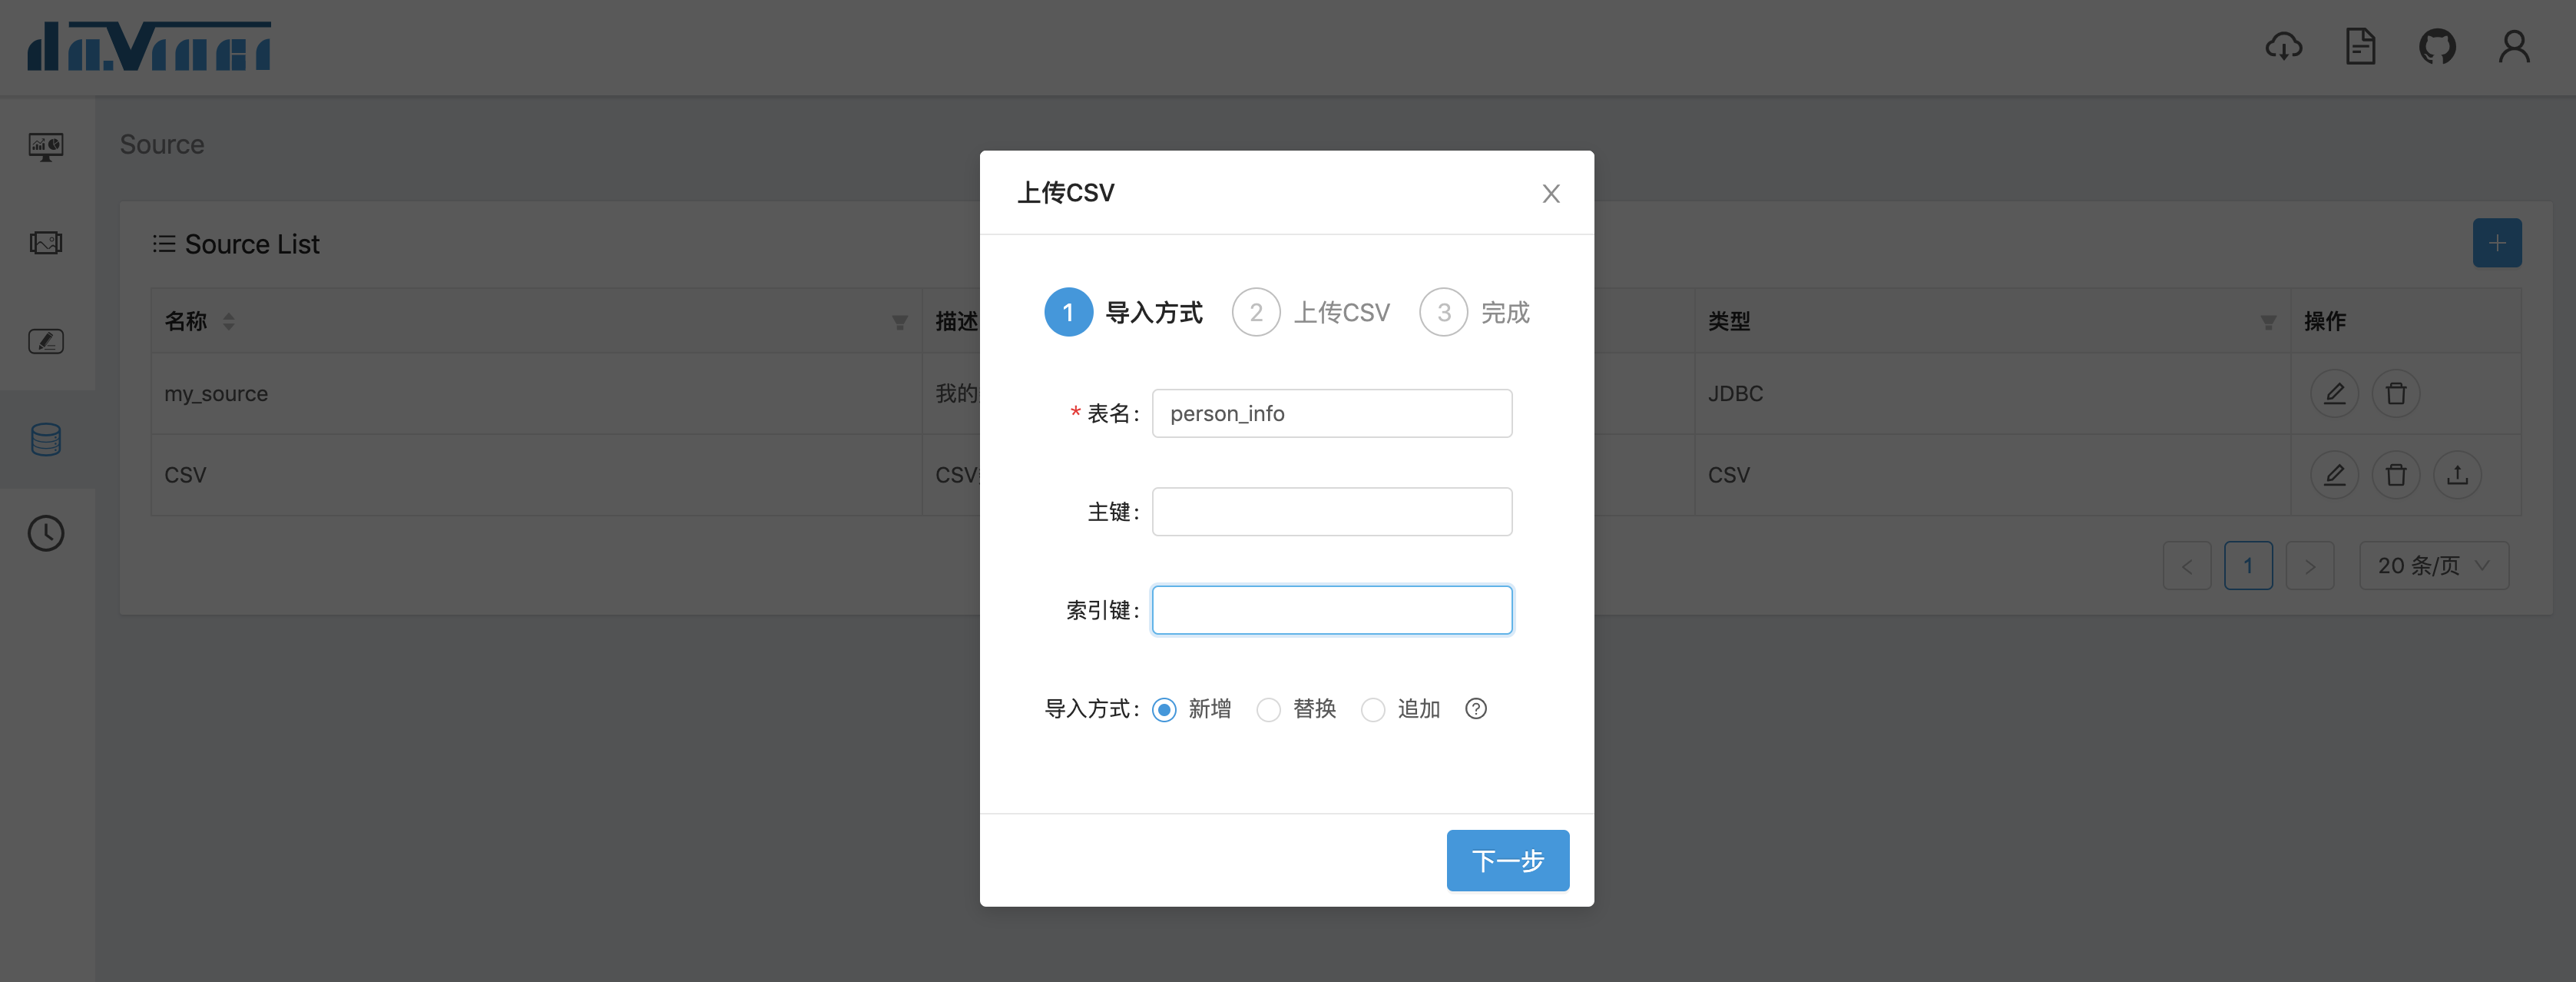 da.Vinci
Source
Source List
名称 描述 类型 操作
my_source 我的 JDBC
CSV CSV CSV
< 1 > 20 条/页
上传CSV
1 导入方式 2 上传CSV 3 完成
* 表名: person_info
主键:
索引键:
导入方式: 新增 替换 追加 ?
下一步